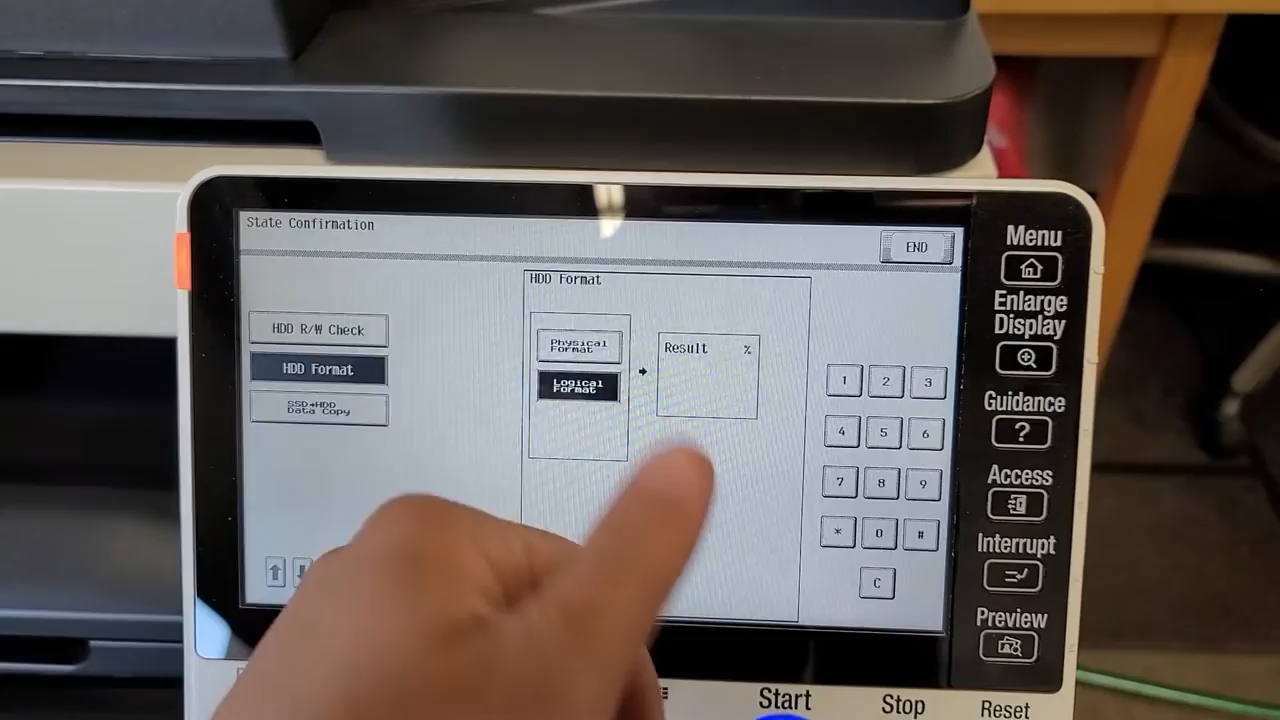 State Confirmation
END
HDD Format
HDD R/W Check
HDD Format
SSD→HDD
Data Copy
Physical
Format
Logical
Format
Result %
1 2 3
4 5 6
7 8 9
* 0 #
C
Menu
Enlarge
Display
Guidance
?
Access
Interrupt
Preview
Start
Stop
Reset